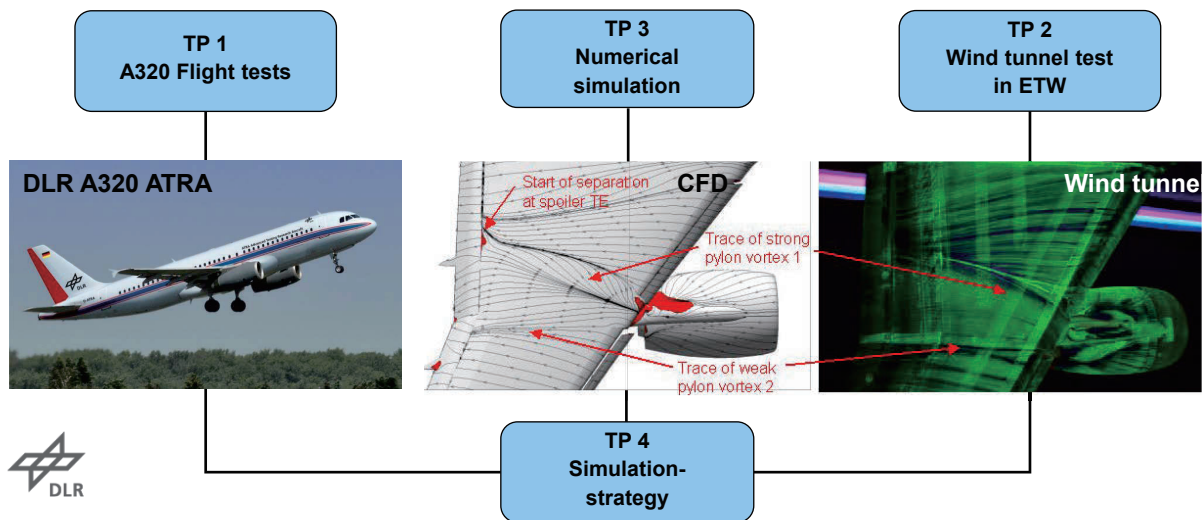 TP 1
A320 Flight tests
TP 3
Numerical
simulation
TP 2
Wind tunnel test
in ETW
DLR A320 ATRA
DLR
Start of separation
at spoiler TE
CFD
Trace of strong
pylon vortex 1
Trace of weak
pylon vortex 2
Wind tunnel
TP 4
Simulation-
strategy
DLR